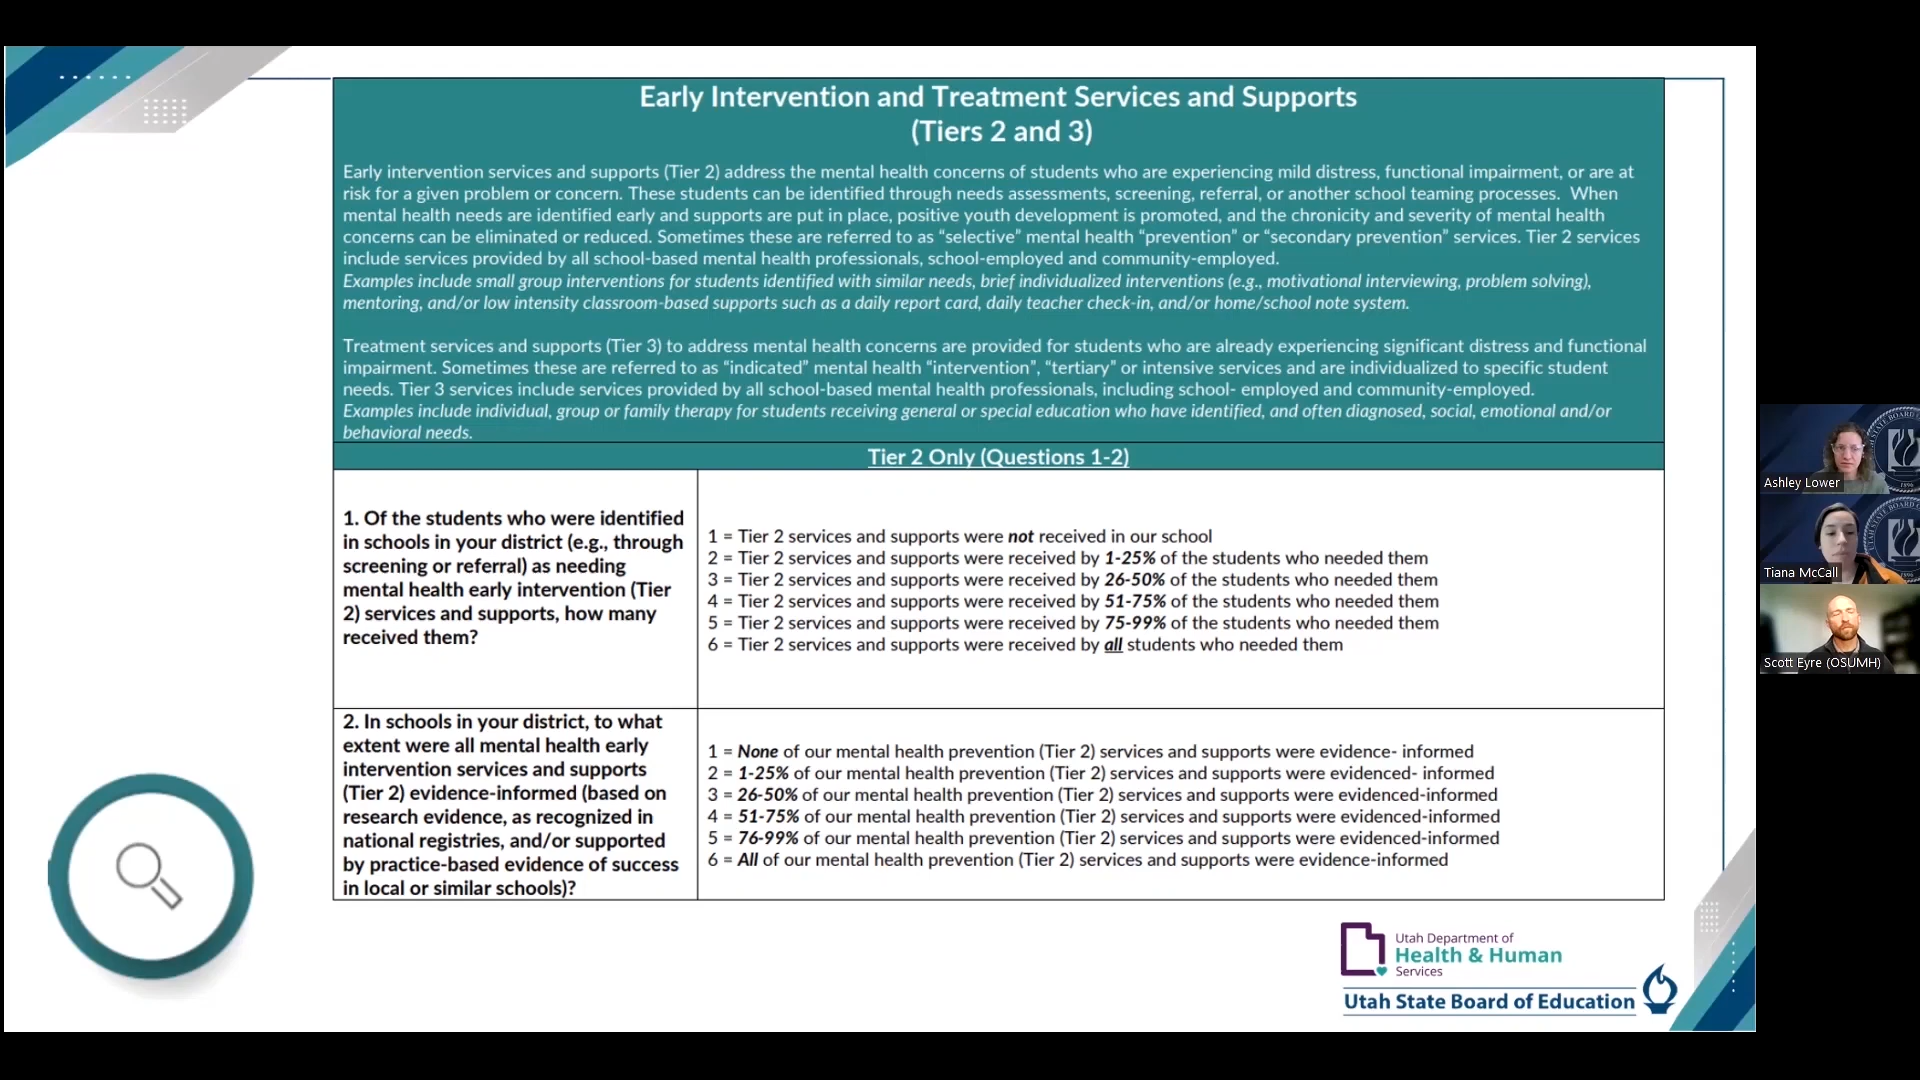 Early Intervention and Treatment Services and Supports
(Tiers 2 and 3)
Early intervention services and supports (Tier 2) address the mental health concerns of students who are experiencing mild distress, functional impairment, or are at
risk for a given problem or concern. These students can be identified through needs assessments, screening, referral, or another school teaming processes. When
mental health needs are identified early and supports are put in place, positive youth development is promoted, and the chronicity and severity of mental health
concerns can be eliminated or reduced. Sometimes these are referred to as “selective” mental health “prevention” or “secondary prevention” services. Tier 2 services
include services provided by all school-based mental health professionals, school-employed and community-employed.
Examples include small group interventions for students identified with similar needs, brief individualized interventions (e.g., motivational interviewing, problem solving),
mentoring, and/or low intensity classroom-based supports such as a daily report card, daily teacher check-in, and/or home/school note system.
Treatment services and supports (Tier 3) to address mental health concerns are provided for students who are already experiencing significant distress and functional
impairment. Sometimes these are referred to as “indicated” mental health “intervention”, “tertiary” or intensive services and are individualized to specific student
needs. Tier 3 services include services provided by all school-based mental health professionals, including school- employed and community-employed.
Examples include individual, group or family therapy for students receiving general or special education who have identified, and often diagnosed, social, emotional and/or
behavioral needs.
Tier 2 Only (Questions 1-2)
1. Of the students who were identified
in schools in your district (e.g., through
screening or referral) as needing
mental health early intervention (Tier
2) services and supports, how many
received them?
1 = Tier 2 services and supports were not received in our school
2 = Tier 2 services and supports were received by 1-25% of the students who needed them
3 = Tier 2 services and supports were received by 26-50% of the students who needed them
4 = Tier 2 services and supports were received by 51-75% of the students who needed them
5 = Tier 2 services and supports were received by 75-99% of the students who needed them
6 = Tier 2 services and supports were received by all students who needed them
2. In schools in your district, to what
extent were all mental health early
intervention services and supports
(Tier 2) evidence-informed (based on
research evidence, as recognized in
national registries, and/or supported
by practice-based evidence of success
in local or similar schools)?
1 = None of our mental health prevention (Tier 2) services and supports were evidence- informed
2 = 1-25% of our mental health prevention (Tier 2) services and supports were evidenced- informed
3 = 26-50% of our mental health prevention (Tier 2) services and supports were evidenced-informed
4 = 51-75% of our mental health prevention (Tier 2) services and supports were evidenced-informed
5 = 76-99% of our mental health prevention (Tier 2) services and supports were evidenced-informed
6 = All of our mental health prevention (Tier 2) services and supports were evidence-informed
Utah Department of
Health & Human
Services
Utah State Board of Education
Ashley Lower
Tiana McCall
Scott Eyre (OSUMH)